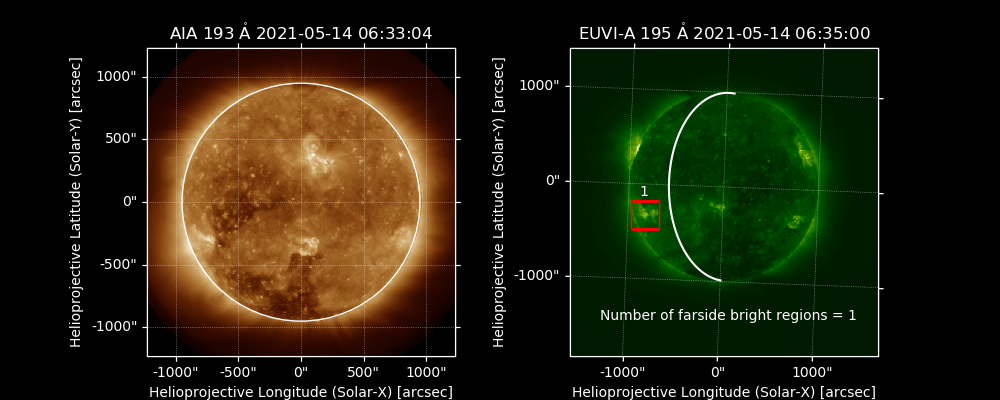 AIA 193 Å 2021-05-14 06:33:04
1000"
500"
0"
-500"
-1000"
-1000"
-500"
0"
500"
1000"
Helioprojective Latitude (Solar-Y) [arcsec]
Helioprojective Longitude (Solar-X) [arcsec]
EUVI-A 195 Å 2021-05-14 06:35:00
1000"
0"
-1000"
-1000"
0"
1000"
Helioprojective Latitude (Solar-Y) [arcsec]
1
Number of farside bright regions = 1
Helioprojective Longitude (Solar-X) [arcsec]